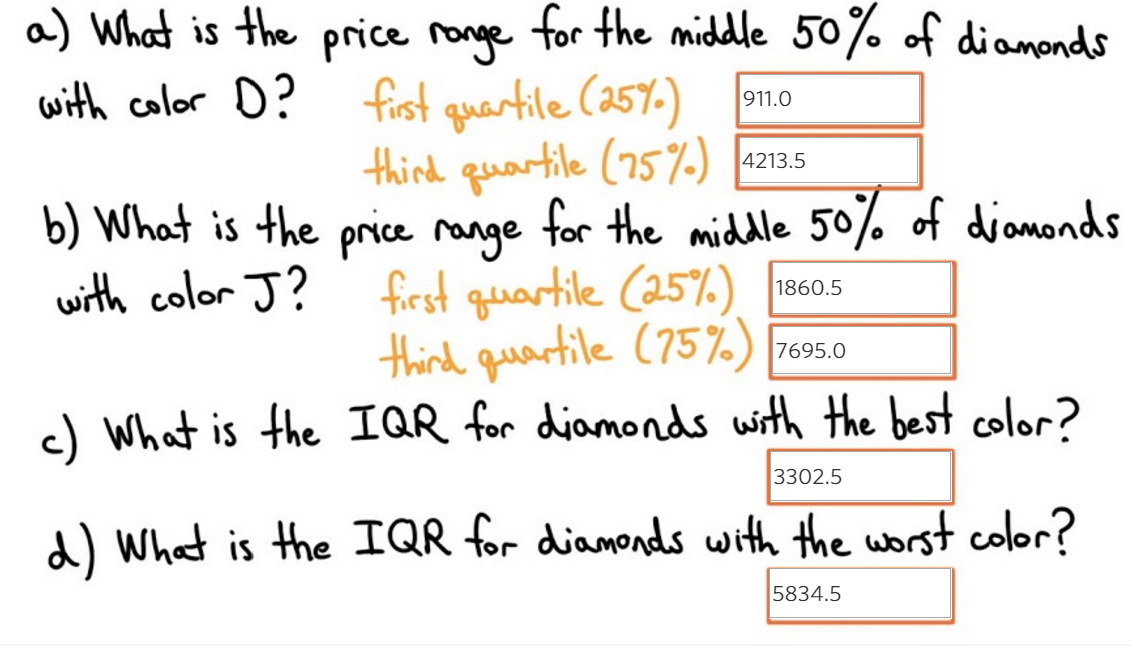 a) What is the price range for the middle 50% of diamonds
with color D? first quartile (25%) 911.0
third quartile (75%) 4213.5
b) What is the price range for the middle 50% of diamonds
with color J? first quartile (25%) 1860.5
third quartile (75%) 7695.0
c) What is the IQR for diamonds with the best color?
3302.5
d) What is the IQR for diamonds with the worst color?
5834.5